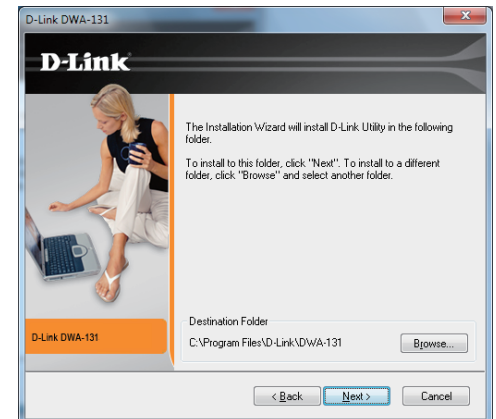 D-Link DWA-131
D-Link
The Installation Wizard will install D-Link Utility in the following
folder.
To install to this folder, click "Next". To install to a different
folder, click "Browse" and select another folder.
Destination Folder
C:\Program Files\D-Link\DWA-131
Browse...
D-Link DWA-131
< Back
Next >
Cancel